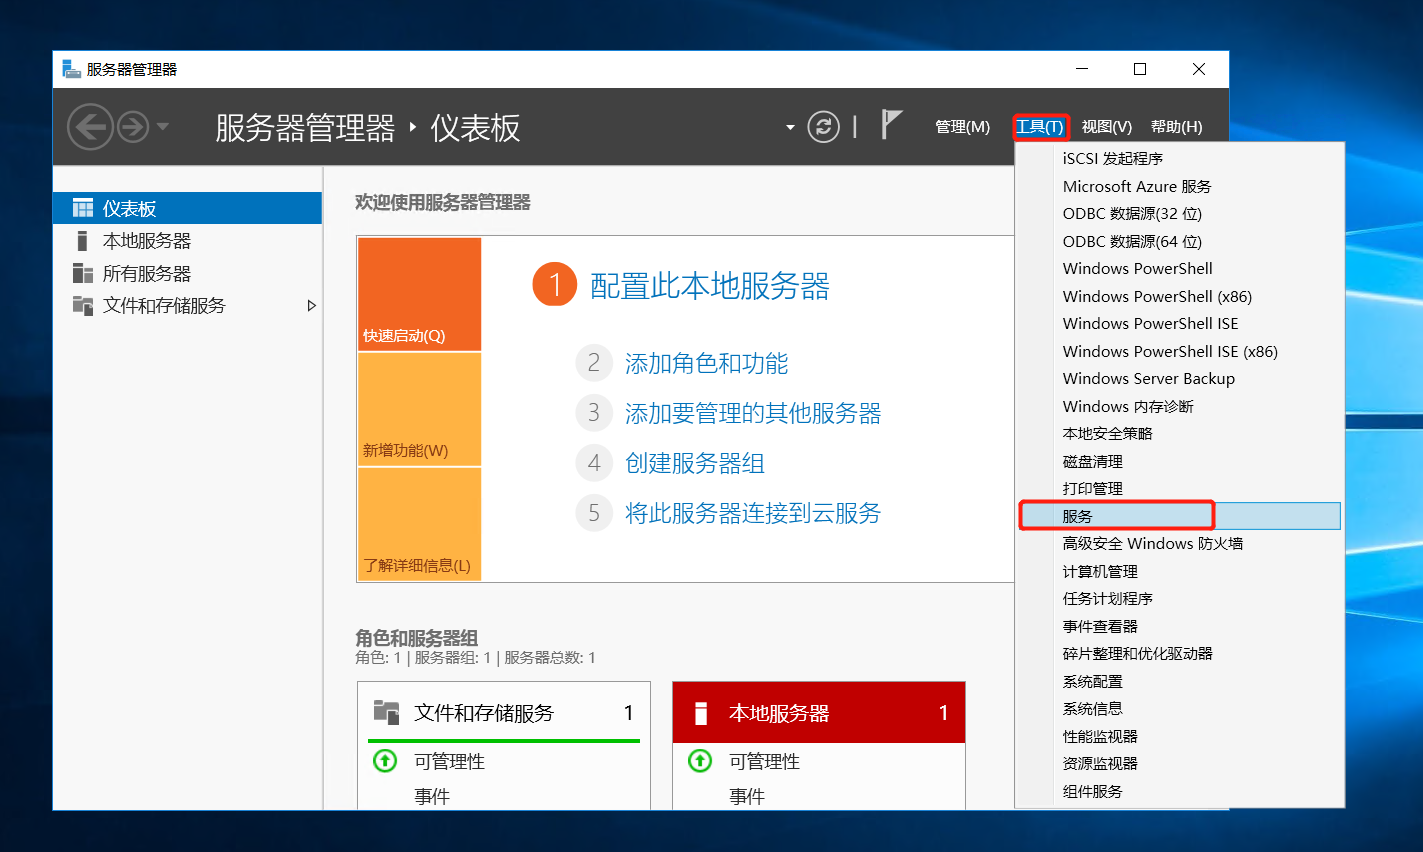 服务器管理器
服务器管理器 ‣ 仪表板
管理(M) 工具(T) 视图(V) 帮助(H)
仪表板
本地服务器
所有服务器
文件和存储服务
欢迎使用服务器管理器
快速启动(Q)
新增功能(W)
了解详细信息(L)
1 配置此本地服务器
2 添加角色和功能
3 添加要管理的其他服务器
4 创建服务器组
5 将此服务器连接到云服务
角色和服务器组
角色: 1 | 服务器组: 1 | 服务器总数: 1
文件和存储服务 1
可管理性
事件
本地服务器 1
可管理性
事件
iSCSI 发起程序
Microsoft Azure 服务
ODBC 数据源(32 位)
ODBC 数据源(64 位)
Windows PowerShell
Windows PowerShell (x86)
Windows PowerShell ISE
Windows PowerShell ISE (x86)
Windows Server Backup
Windows 内存诊断
本地安全策略
磁盘清理
打印管理
服务
高级安全 Windows 防火墙
计算机管理
任务计划程序
事件查看器
碎片整理和优化驱动器
系统配置
系统信息
性能监视器
资源监视器
组件服务